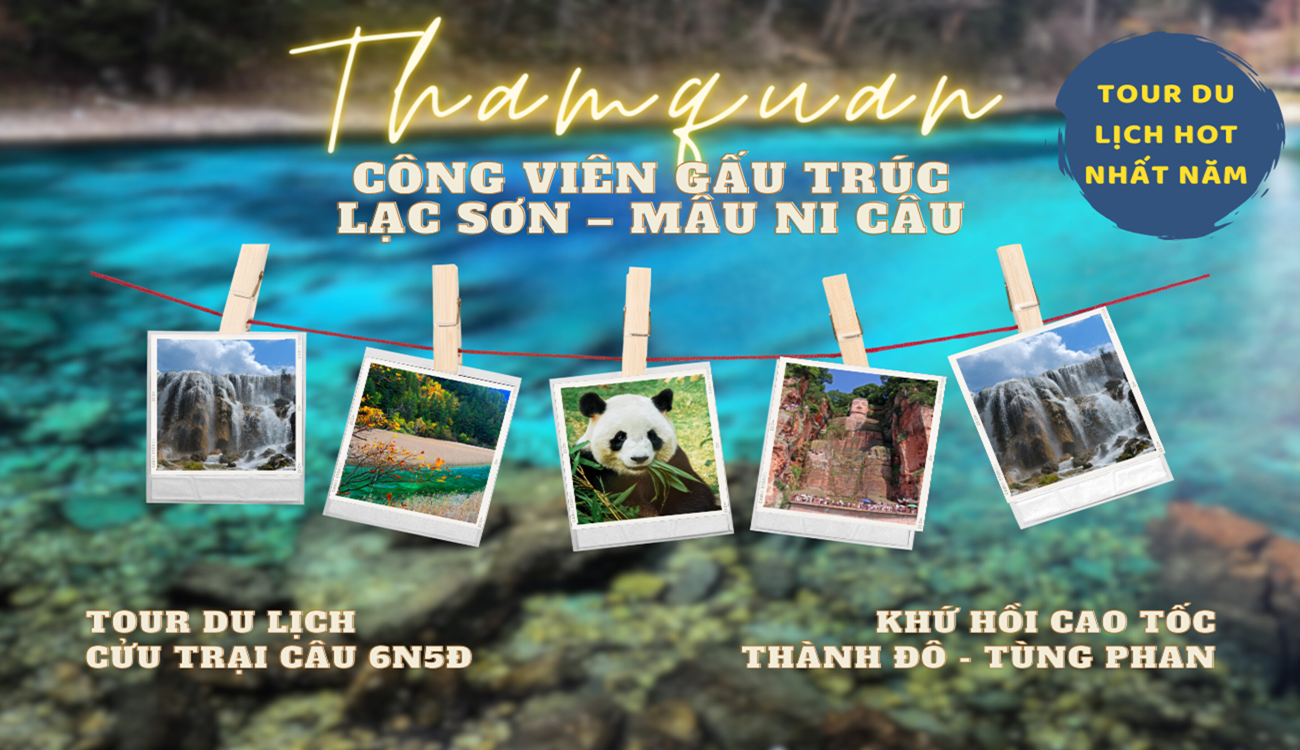 Thamquan
CÔNG VIÊN GẤU TRÚC
LẠC SƠN – MÂU NI CÂU
TOUR DU
LỊCH HOT
NHẤT NĂM
TOUR DU LỊCH
CỬU TRẠI CÂU 6N5Đ
KHỨ HỒI CAO TỐC
THÀNH ĐÔ - TÙNG PHAN